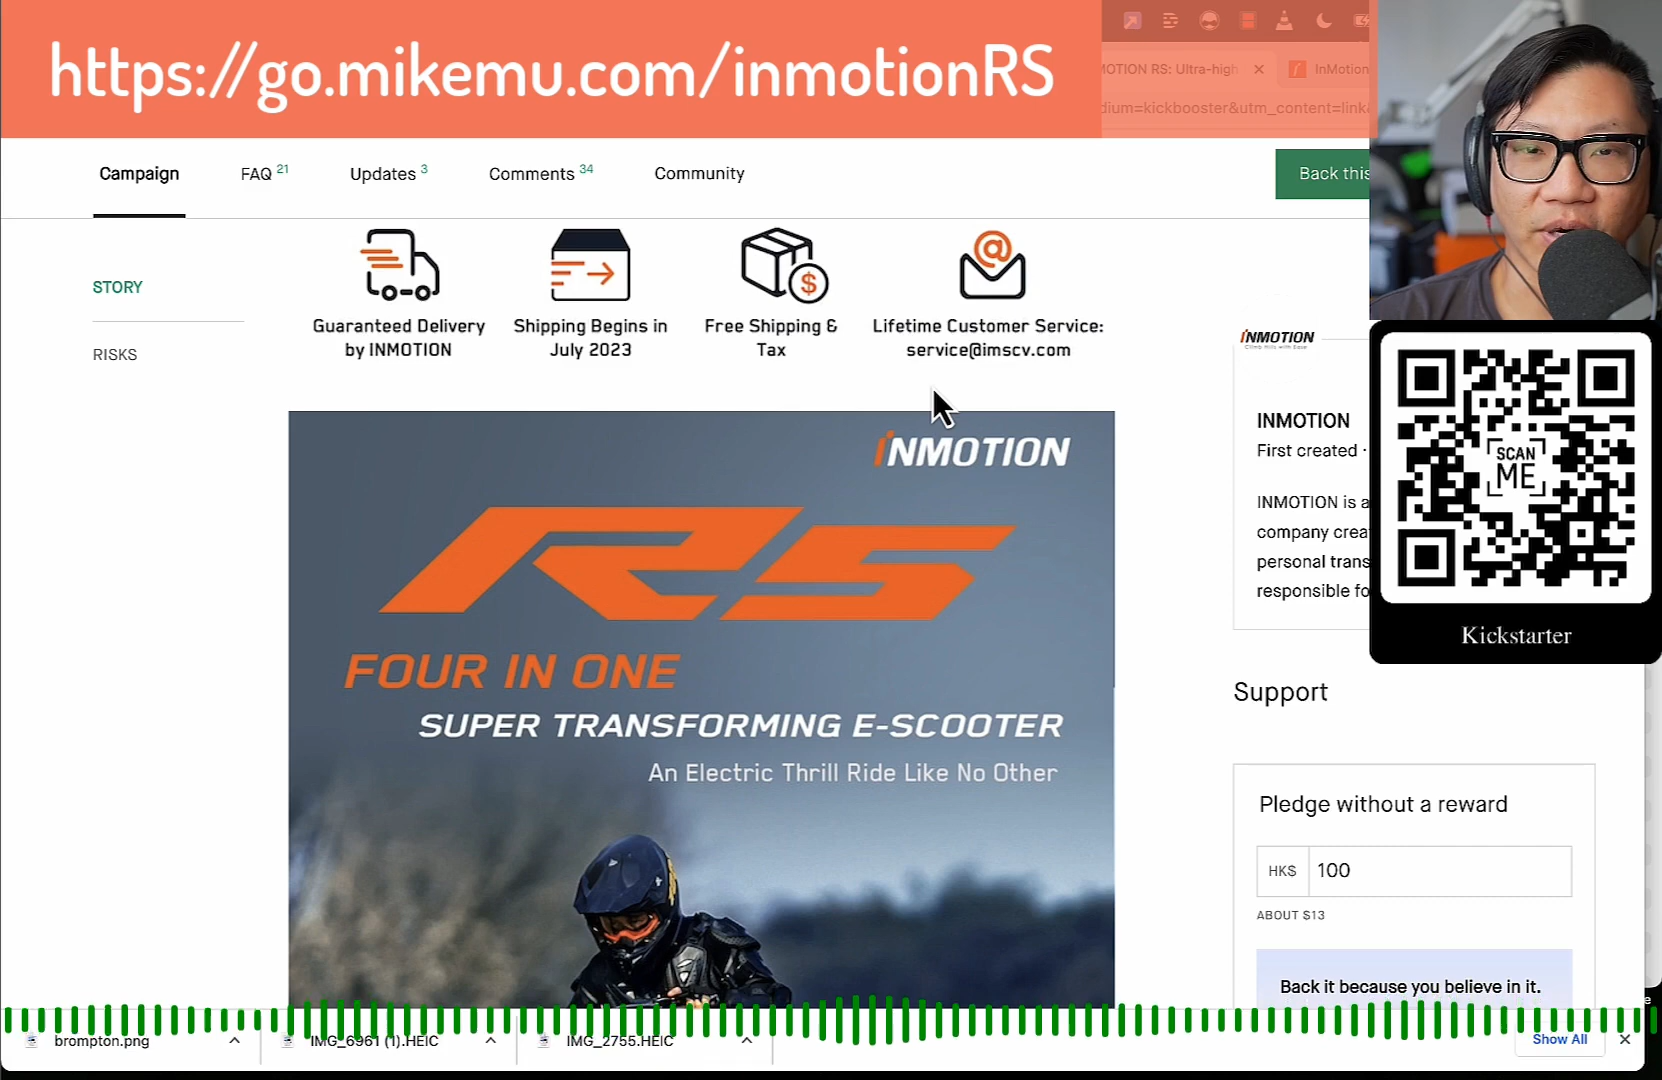 https://go.mikemu.com/inmotionRS
MOTION RS: Ultra-high
InMotion
dium=kickbooster&utm_content=link
Campaign
FAQ 21
Updates 3
Comments 34
Community
Back this
STORY
RISKS
Guaranteed Delivery
by INMOTION
Shipping Begins in
July 2023
Free Shipping &
Tax
Lifetime Customer Service:
service@imscv.com
INMOTION
RS
FOUR IN ONE
SUPER TRANSFORMING E-SCOOTER
An Electric Thrill Ride Like No Other
INMOTION
Climb Hills with Ease
INMOTION
First created ·
INMOTION is a
company crea
personal trans
responsible fo
SCAN
ME
Kickstarter
Support
Pledge without a reward
HK$ 100
ABOUT $13
Back it because you believe in it.
brompton.png
IMG_6961 (1).HEIC
IMG_2755.HEIC
Show All